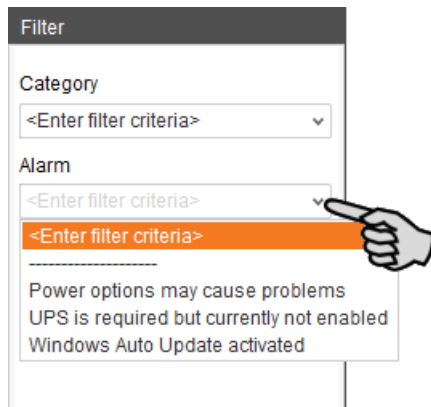 Filter
Category
<Enter filter criteria>
Alarm
<Enter filter criteria>
<Enter filter criteria>
--------------------
Power options may cause problems
UPS is required but currently not enabled
Windows Auto Update activated